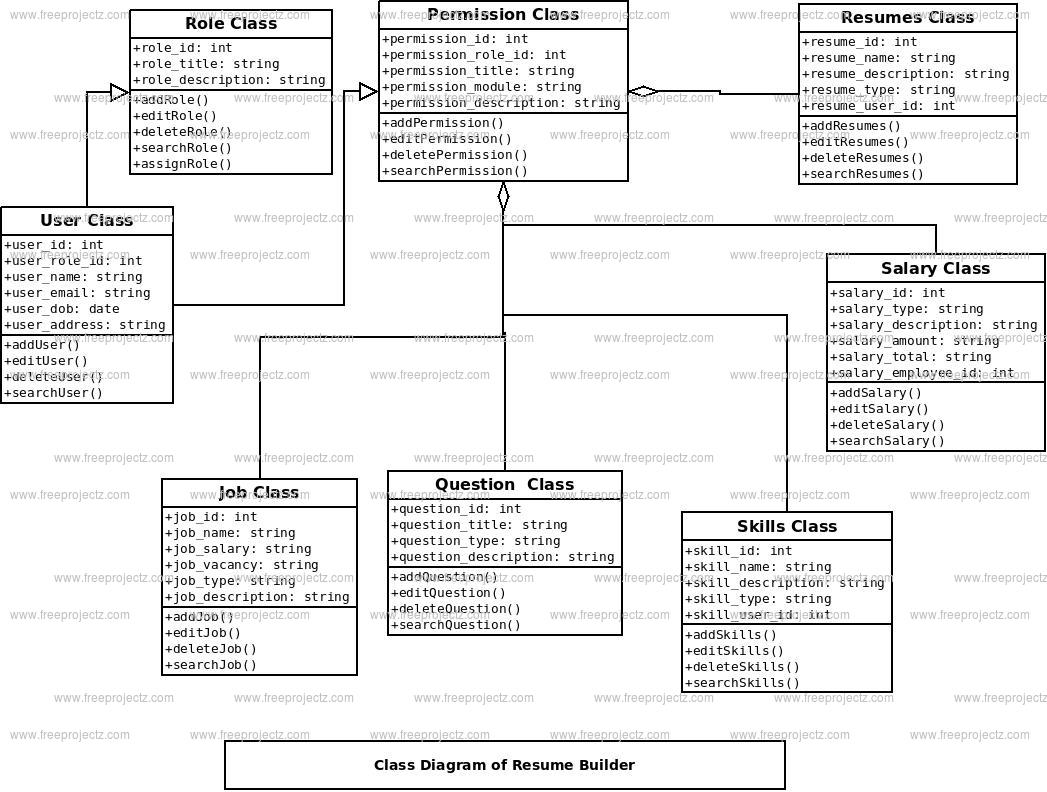 Role Class
+role_id: int
+role_title: string
+role_description: string
+addRole()
+editRole()
+deleteRole()
+searchRole()
+assignRole()
Permission Class
+permission_id: int
+permission_role_id: int
+permission_title: string
+permission_module: string
+permission_description: string
+addPermission()
+editPermission()
+deletePermission()
+searchPermission()
Resumes Class
+resume_id: int
+resume_name: string
+resume_description: string
+resume_type: string
+resume_user_id: int
+addResumes()
+editResumes()
+deleteResumes()
+searchResumes()
User Class
+user_id: int
+user_role_id: int
+user_name: string
+user_email: string
+user_dob: date
+user_address: string
+addUser()
+editUser()
+deleteUser()
+searchUser()
Salary Class
+salary_id: int
+salary_type: string
+salary_description: string
+salary_amount: string
+salary_total: string
+salary_employee_id: int
+addSalary()
+editSalary()
+deleteSalary()
+searchSalary()
Job Class
+job_id: int
+job_name: string
+job_salary: string
+job_vacancy: string
+job_type: string
+job_description: string
+addJob()
+editJob()
+deleteJob()
+searchJob()
Question Class
+question_id: int
+question_title: string
+question_type: string
+question_description: string
+addQuestion()
+editQuestion()
+deleteQuestion()
+searchQuestion()
Skills Class
+skill_id: int
+skill_name: string
+skill_description: string
+skill_type: string
+skill_user_id: int
+addSkills()
+editSkills()
+deleteSkills()
+searchSkills()
Class Diagram of Resume Builder
www.freeprojectz.com